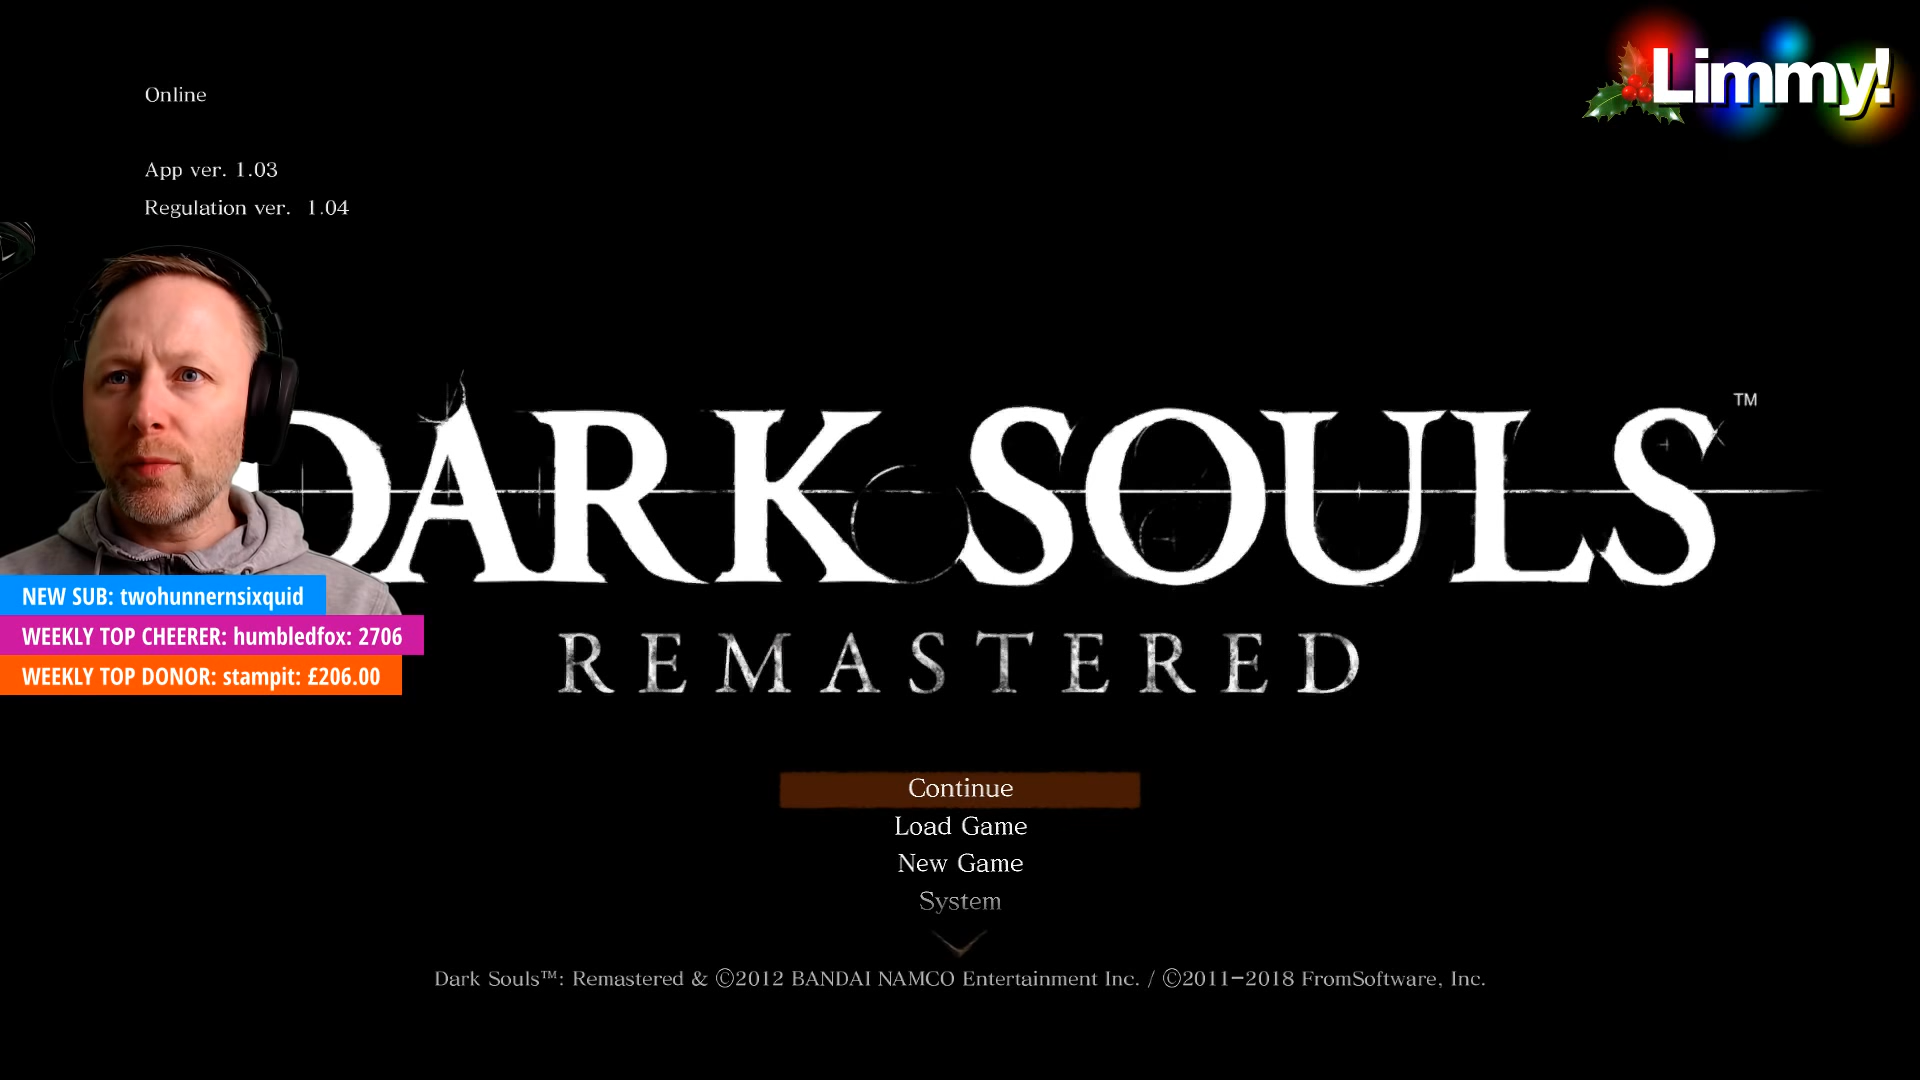 Limmy!
Online
App ver. 1.03
Regulation ver. 1.04
DARK SOULS™
REMASTERED
NEW SUB: twohunnernsixquid
WEEKLY TOP CHEERER: humbledfox: 2706
WEEKLY TOP DONOR: stampit: £206.00
Continue
Load Game
New Game
System
Dark Souls™: Remastered & ©2012 BANDAI NAMCO Entertainment Inc. / ©2011−2018 FromSoftware, Inc.